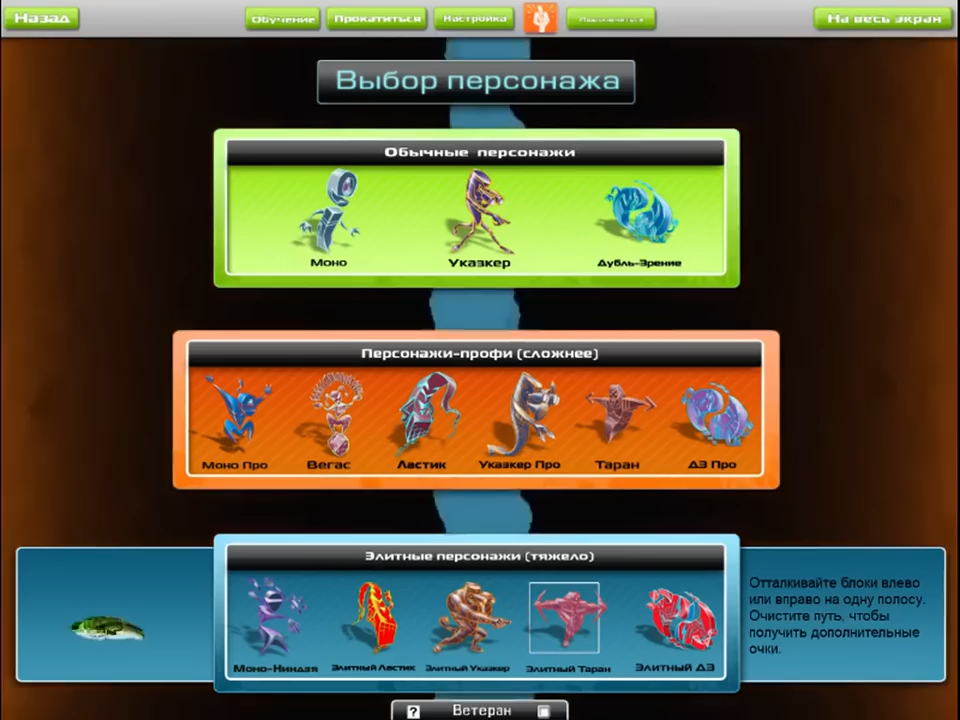 Назад
Обучение
Прокатиться
Настройка
На весь экран
Выбор персонажа
Обычные персонажи
Моно
Указкер
Дубль-Зрение
Персонажи-профи (сложнее)
Моно Про
Вегас
Ластик
Указкер Про
Таран
ДЗ Про
Элитные персонажи (тяжело)
Моно-Ниндзя
Элитный Ластик
Элитный Указкер
Элитный Таран
Элитный ДЗ
Отталкивайте блоки влево
или вправо на одну полосу.
Очистите путь, чтобы
получить дополнительные
очки.
? Ветеран